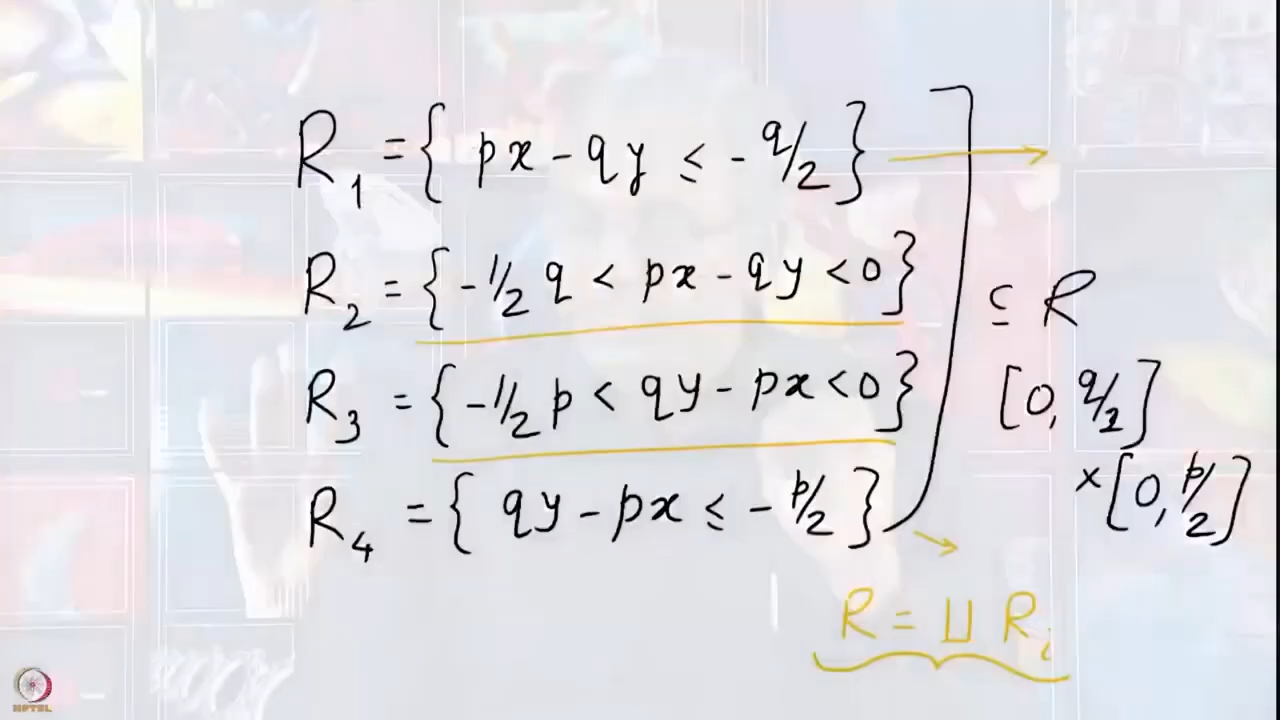 R₁ = { px - qy ≤ - q/2 }
R₂ = { -1/2 q < px - qy < 0 }
⊆ R
R₃ = { -1/2 p < qy - px < 0 }
[0, q/2]
R₄ = { qy - px ≤ - p/2 }
× [0, p/2]
R = ⊔ Rᵢ
NPTEL